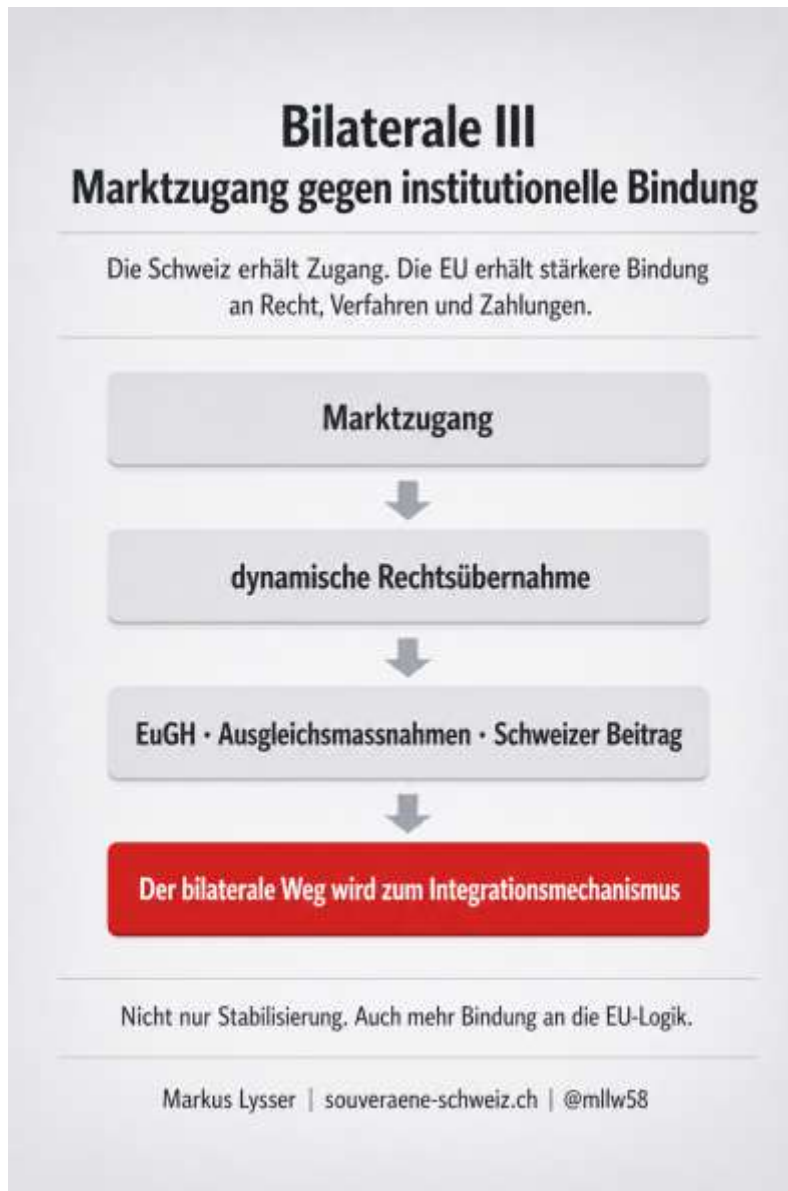 Bilaterale III
Marktzugang gegen institutionelle Bindung
Die Schweiz erhält Zugang. Die EU erhält stärkere Bindung
an Recht, Verfahren und Zahlungen.
Marktzugang
dynamische Rechtsübernahme
EuGH · Ausgleichsmassnahmen · Schweizer Beitrag
Der bilaterale Weg wird zum Integrationsmechanismus
Nicht nur Stabilisierung. Auch mehr Bindung an die EU-Logik.
Markus Lysser | souveraene-schweiz.ch | @mllw58